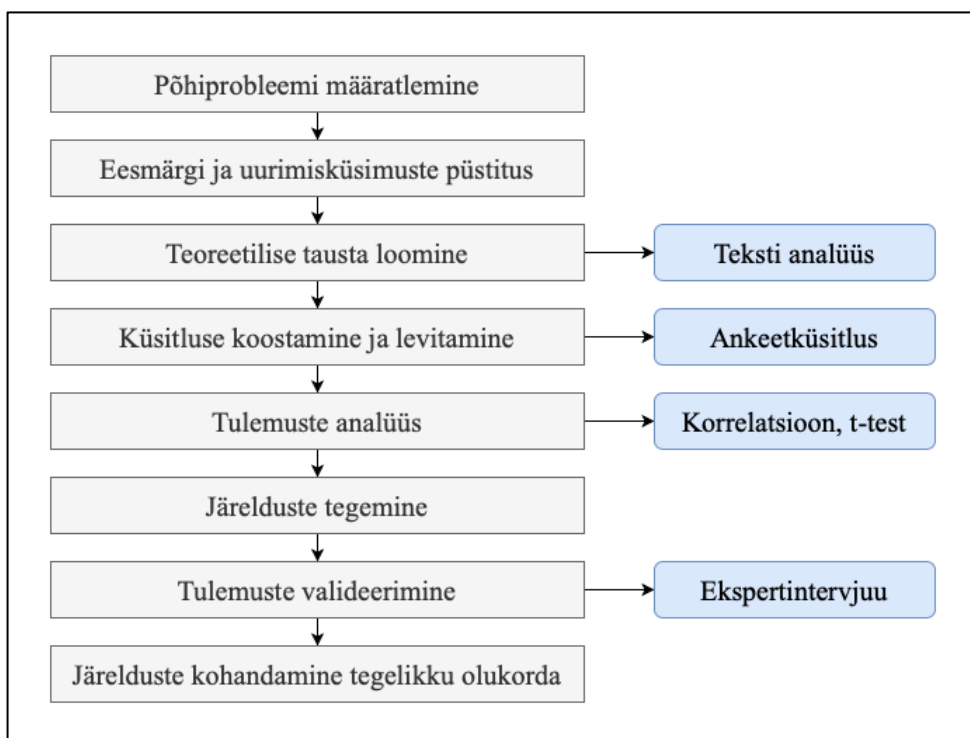 Põhiprobleemi määratlemine
Eesmärgi ja uurimisküsimuste püstitus
Teoreetilise tausta loomine
Teksti analüüs
Küsitluse koostamine ja levitamine
Ankeetküsitlus
Tulemuste analüüs
Korrelatsioon, t-test
Järelduste tegemine
Tulemuste valideerimine
Ekspertintervjuu
Järelduste kohandamine tegelikku olukorda